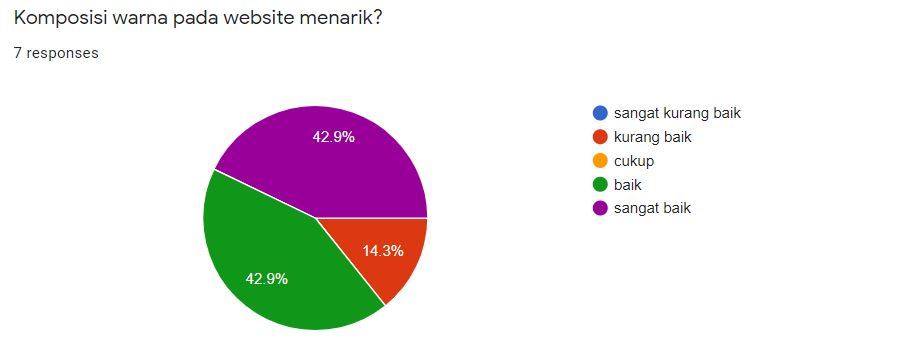 Komposisi warna pada website menarik?
7 responses
42.9%
14.3%
42.9%
sangat kurang baik
kurang baik
cukup
baik
sangat baik